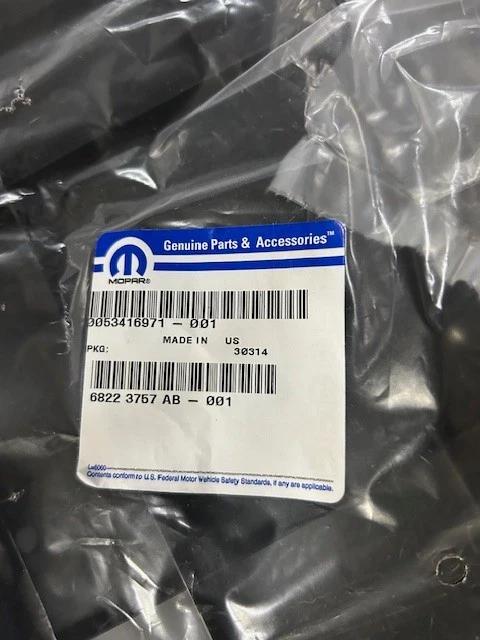 Genuine Parts & Accessories™
MOPAR®
0053416971 - 001
MADE IN US
PKG: 30314
6822 3757 AB - 001
Lw6060
Contents conform to U.S. Federal Motor Vehicle Safety Standards, if any are applicable.